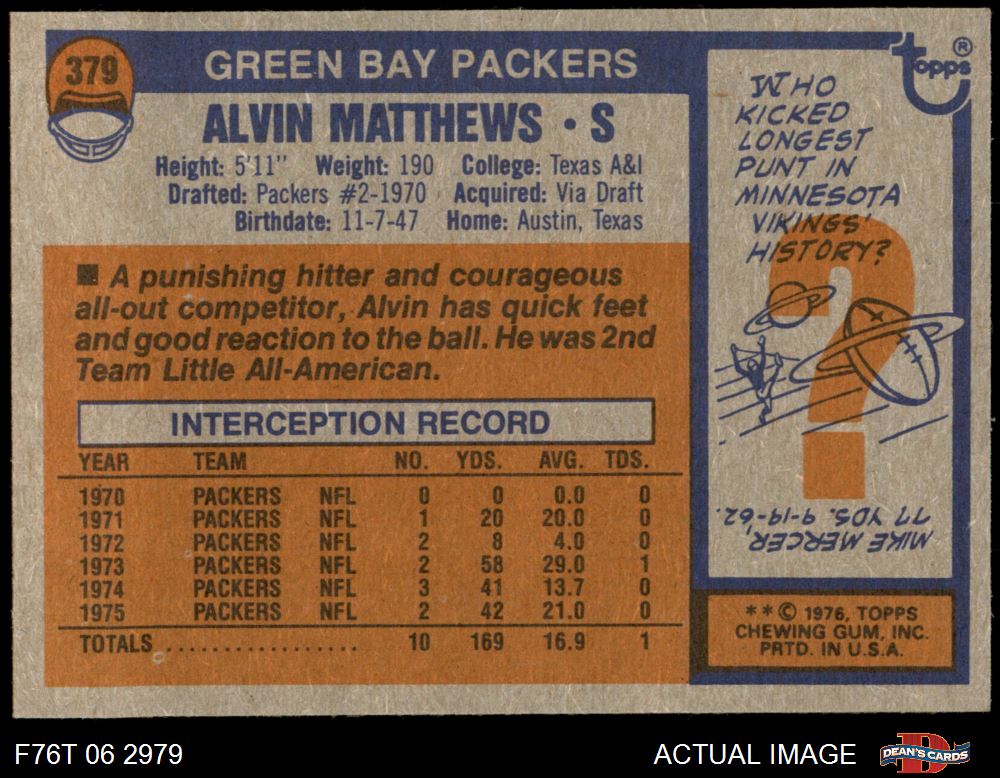 379
GREEN BAY PACKERS
ALVIN MATTHEWS • S
Height: 5'11" Weight: 190 College: Texas A&I
Drafted: Packers #2-1970 Acquired: Via Draft
Birthdate: 11-7-47 Home: Austin, Texas
■ A punishing hitter and courageous
all-out competitor, Alvin has quick feet
and good reaction to the ball. He was 2nd
Team Little All-American.
INTERCEPTION RECORD
YEAR TEAM NO. YDS. AVG. TDS.
1970 PACKERS NFL 0 0 0.0 0
1971 PACKERS NFL 1 20 20.0 0
1972 PACKERS NFL 2 8 4.0 0
1973 PACKERS NFL 2 58 29.0 1
1974 PACKERS NFL 3 41 13.7 0
1975 PACKERS NFL 2 42 21.0 0
TOTALS ................. 10 169 16.9 1
topps ®
WHO
KICKED
LONGEST
PUNT IN
MINNESOTA
VIKINGS'
HISTORY?
?
MIKE MERCER,
77 YDS. 9-19-62.
**© 1976, TOPPS
CHEWING GUM, INC.
PRTD. IN U.S.A.
F76T 06 2979
ACTUAL IMAGE
D DEAN'S CARDS